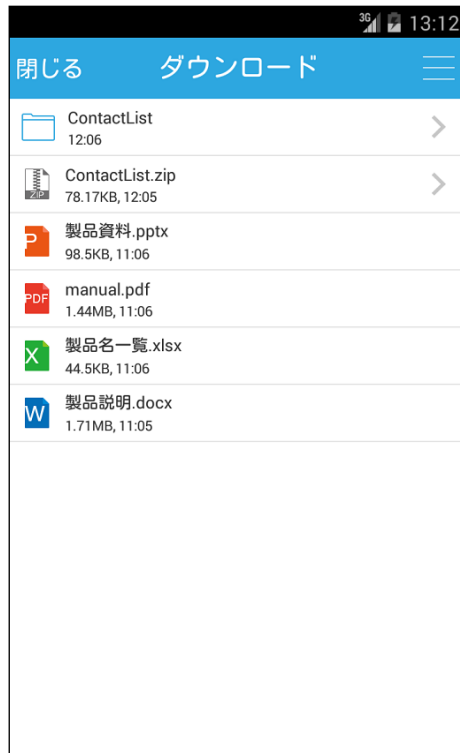 3G 13:12
閉じる ダウンロード
ContactList
12:06
ZIP
ContactList.zip
78.17KB, 12:05
P
製品資料.pptx
98.5KB, 11:06
PDF
manual.pdf
1.44MB, 11:06
X
製品名一覧.xlsx
44.5KB, 11:06
W
製品説明.docx
1.71MB, 11:05